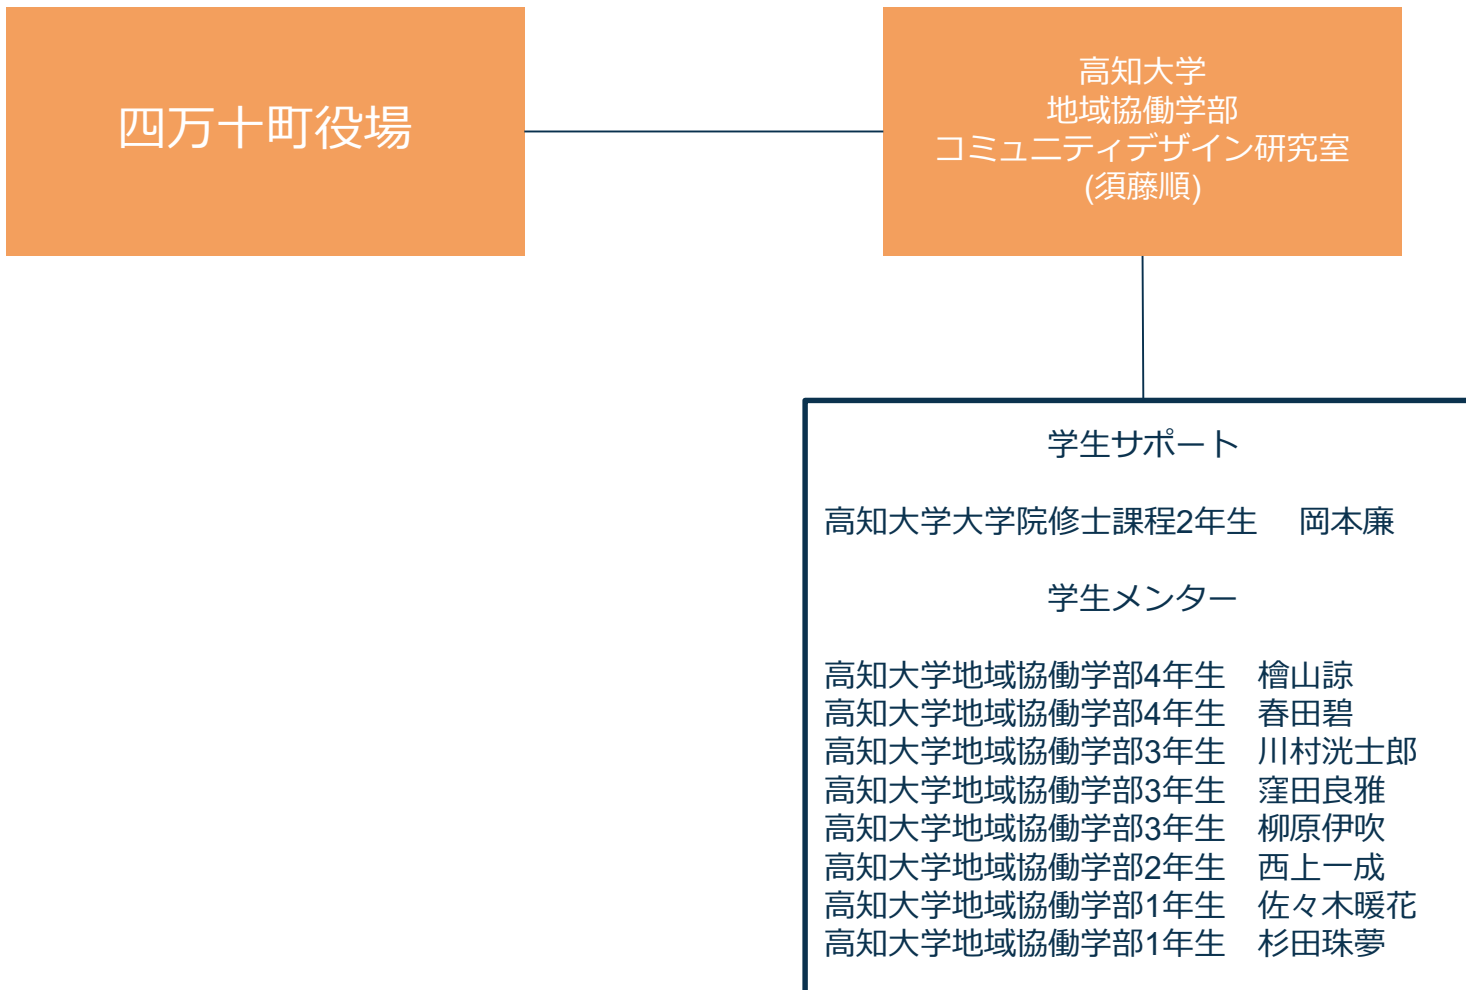 四万十町役場
高知大学
地域協働学部
コミュニティデザイン研究室
(須藤順)
学生サポート
高知大学大学院修士課程2年生　岡本廉
学生メンター
高知大学地域協働学部4年生　檜山諒
高知大学地域協働学部4年生　春田碧
高知大学地域協働学部3年生　川村洸士郎
高知大学地域協働学部3年生　窪田良雅
高知大学地域協働学部3年生　柳原伊吹
高知大学地域協働学部2年生　西上一成
高知大学地域協働学部1年生　佐々木暖花
高知大学地域協働学部1年生　杉田珠夢